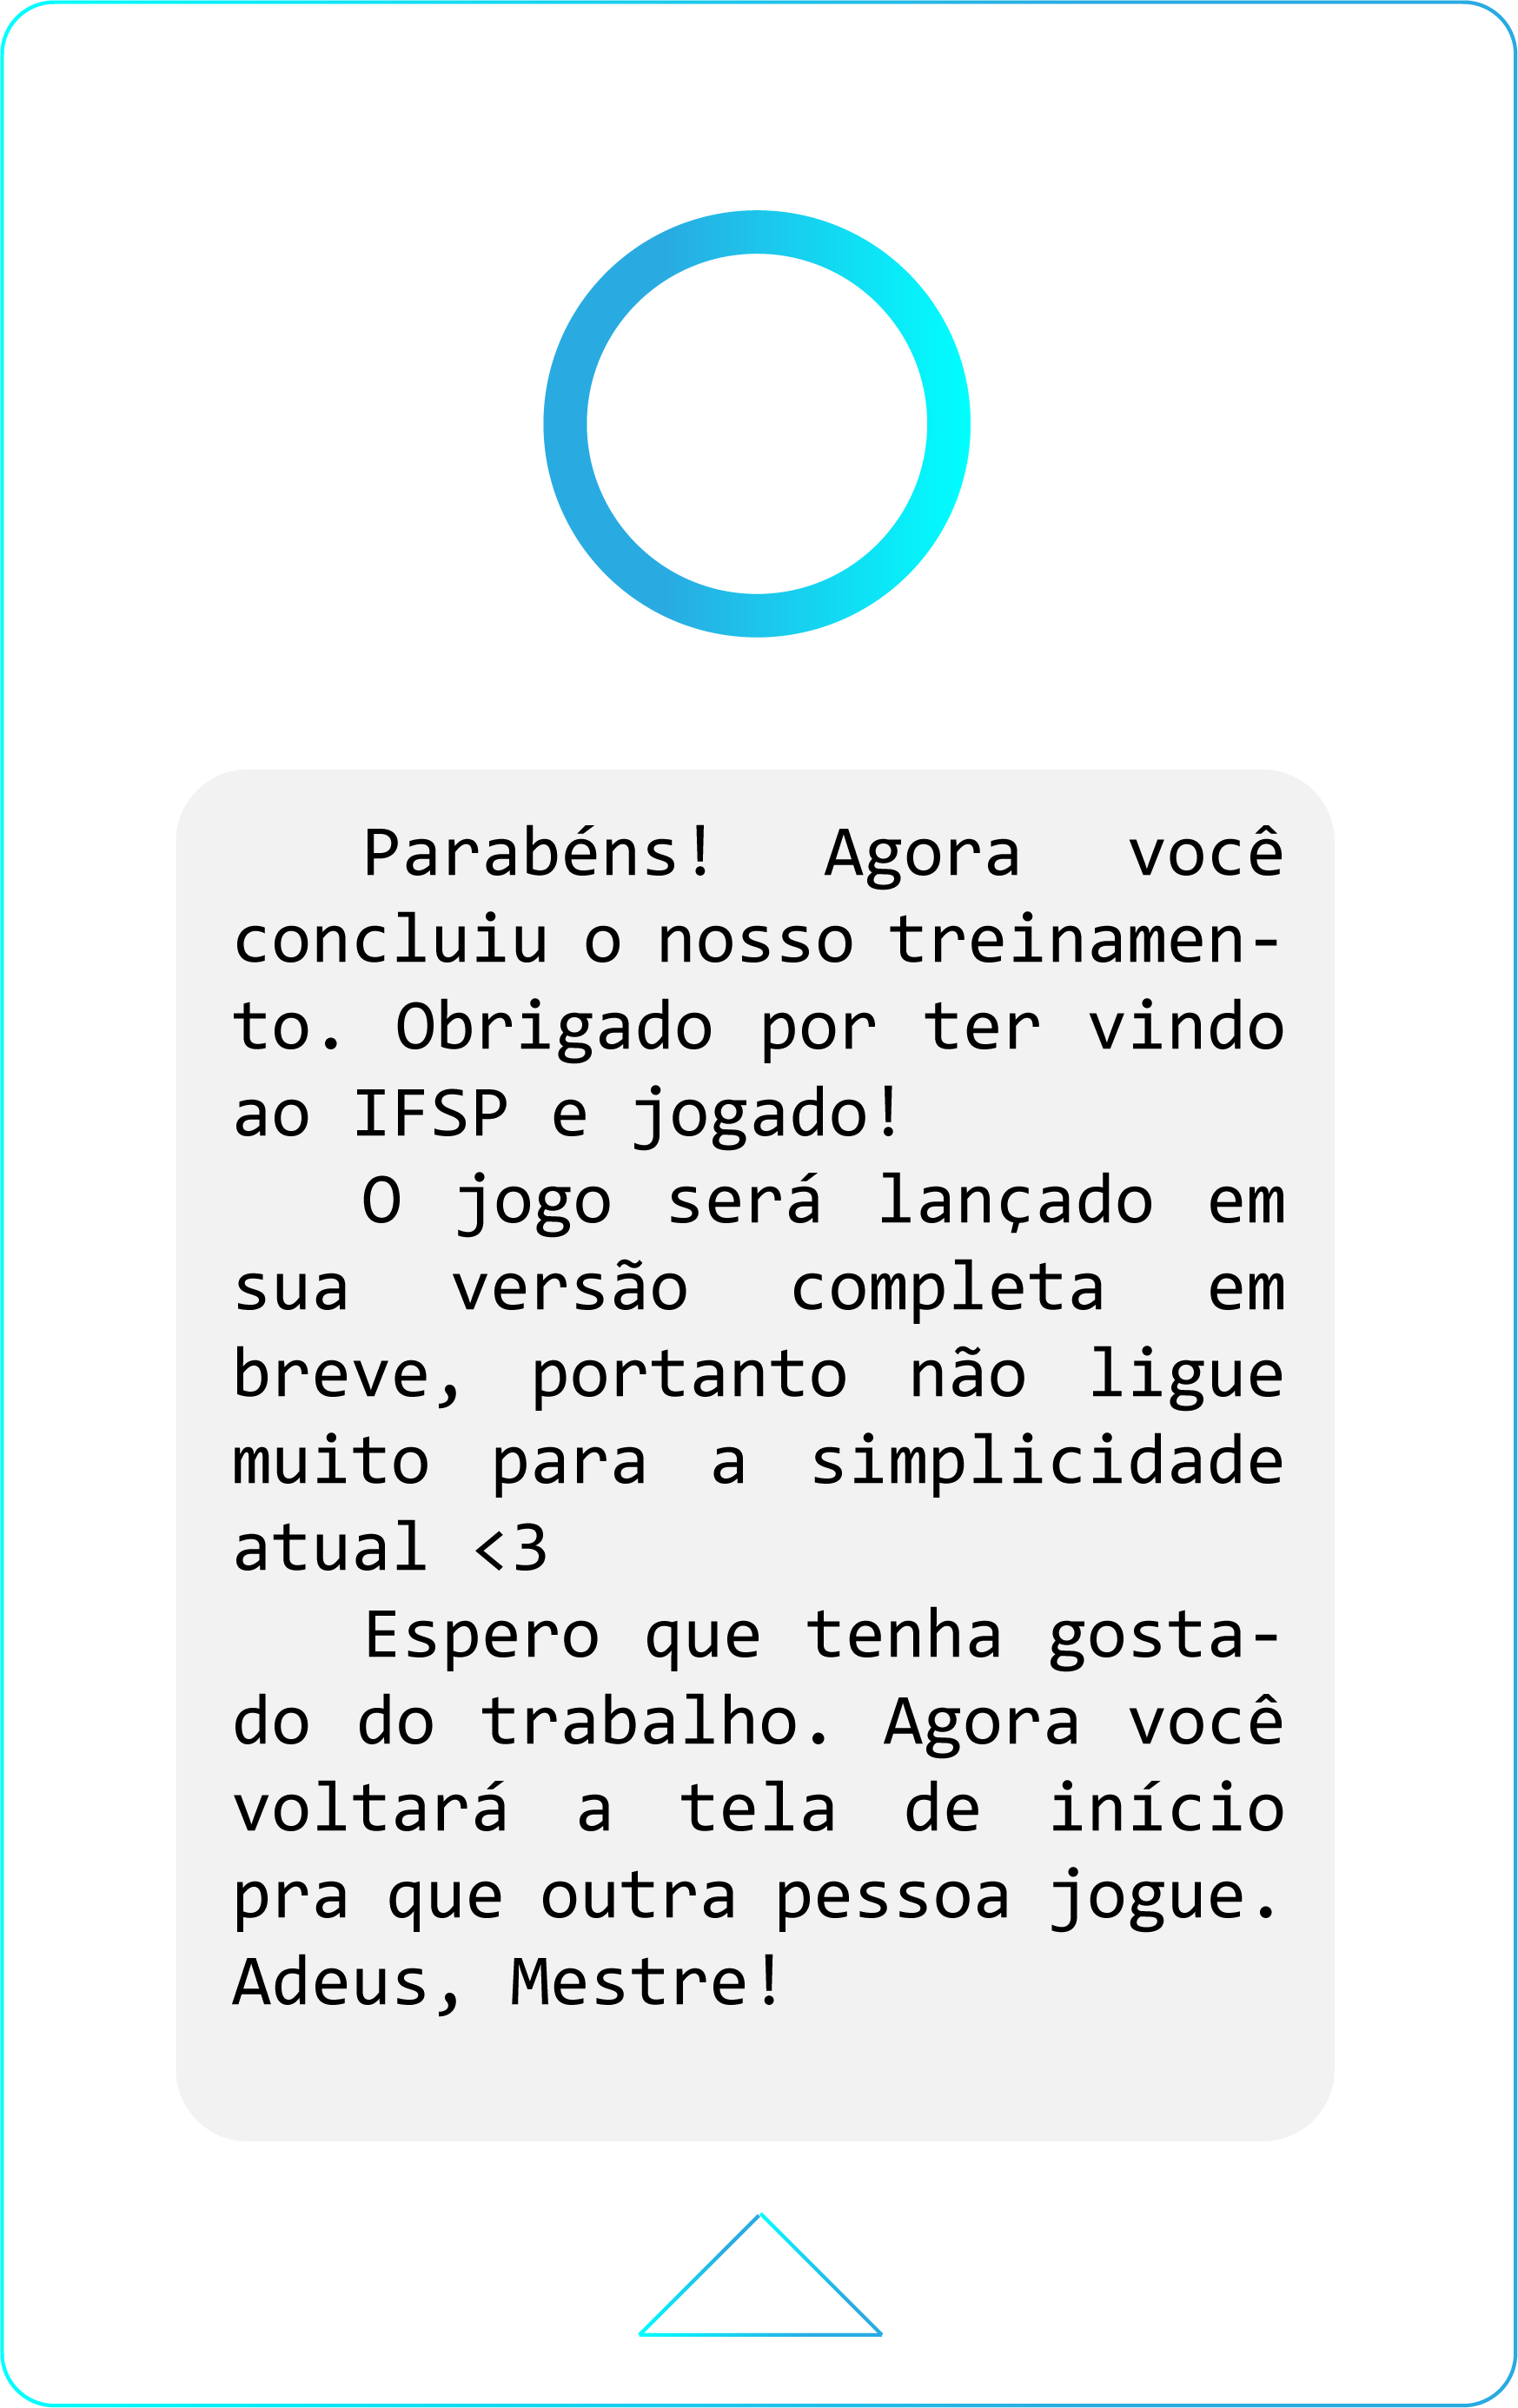 Parabéns! Agora você
concluiu o nosso treinamen-
to. Obrigado por ter vindo
ao IFSP e jogado!
O jogo será lançado em
sua versão completa em
breve, portanto não ligue
muito para a simplicidade
atual <3
Espero que tenha gosta-
do do trabalho. Agora você
voltará a tela de início
pra que outra pessoa jogue.
Adeus, Mestre!